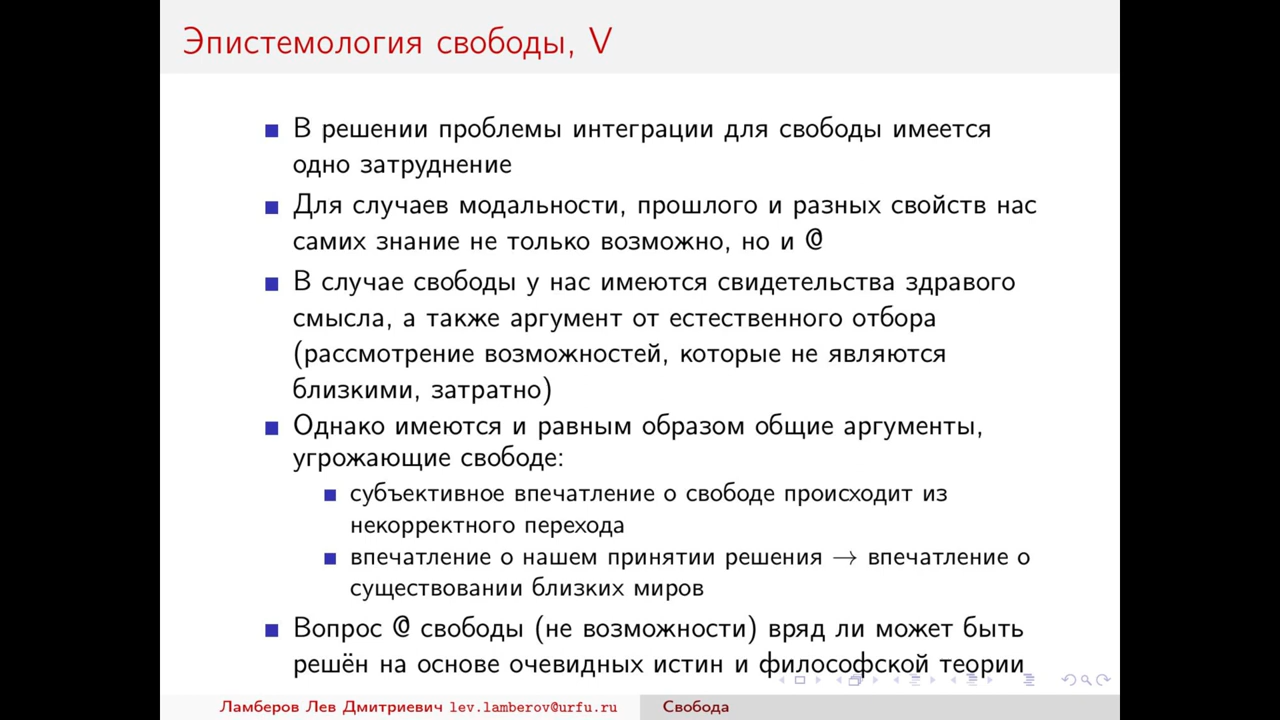 Эпистемология свободы, V
В решении проблемы интеграции для свободы имеется
одно затруднение
Для случаев модальности, прошлого и разных свойств нас
самих знание не только возможно, но и @
В случае свободы у нас имеются свидетельства здравого
смысла, а также аргумент от естественного отбора
(рассмотрение возможностей, которые не являются
близкими, затратно)
Однако имеются и равным образом общие аргументы,
угрожающие свободе:
субъективное впечатление о свободе происходит из
некорректного перехода
впечатление о нашем принятии решения → впечатление о
существовании близких миров
Вопрос @ свободы (не возможности) вряд ли может быть
решён на основе очевидных истин и философской теории
Ламберов Лев Дмитриевич lev.lamberov@urfu.ru
Свобода